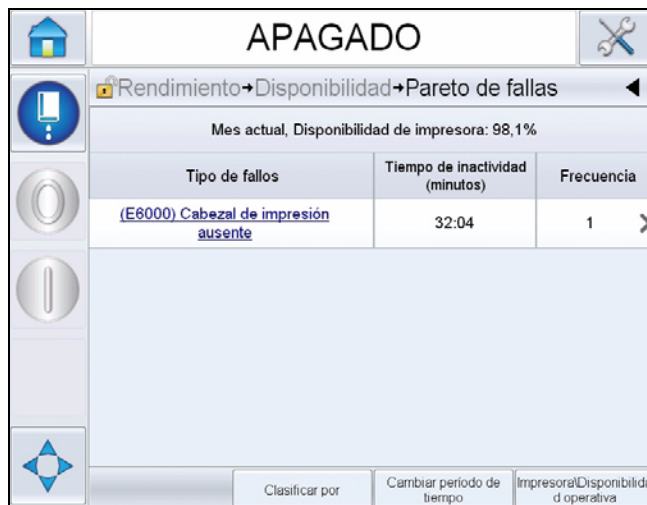 APAGADO
Rendimiento→Disponibilidad→Pareto de fallas
Mes actual, Disponibilidad de impresora: 98,1%
Tipo de fallos
Tiempo de inactividad
(minutos)
Frecuencia
(E6000) Cabezal de impresión
ausente
32:04
1
Clasificar por
Cambiar período de
tiempo
Impresora\Disponibilida
d operativa